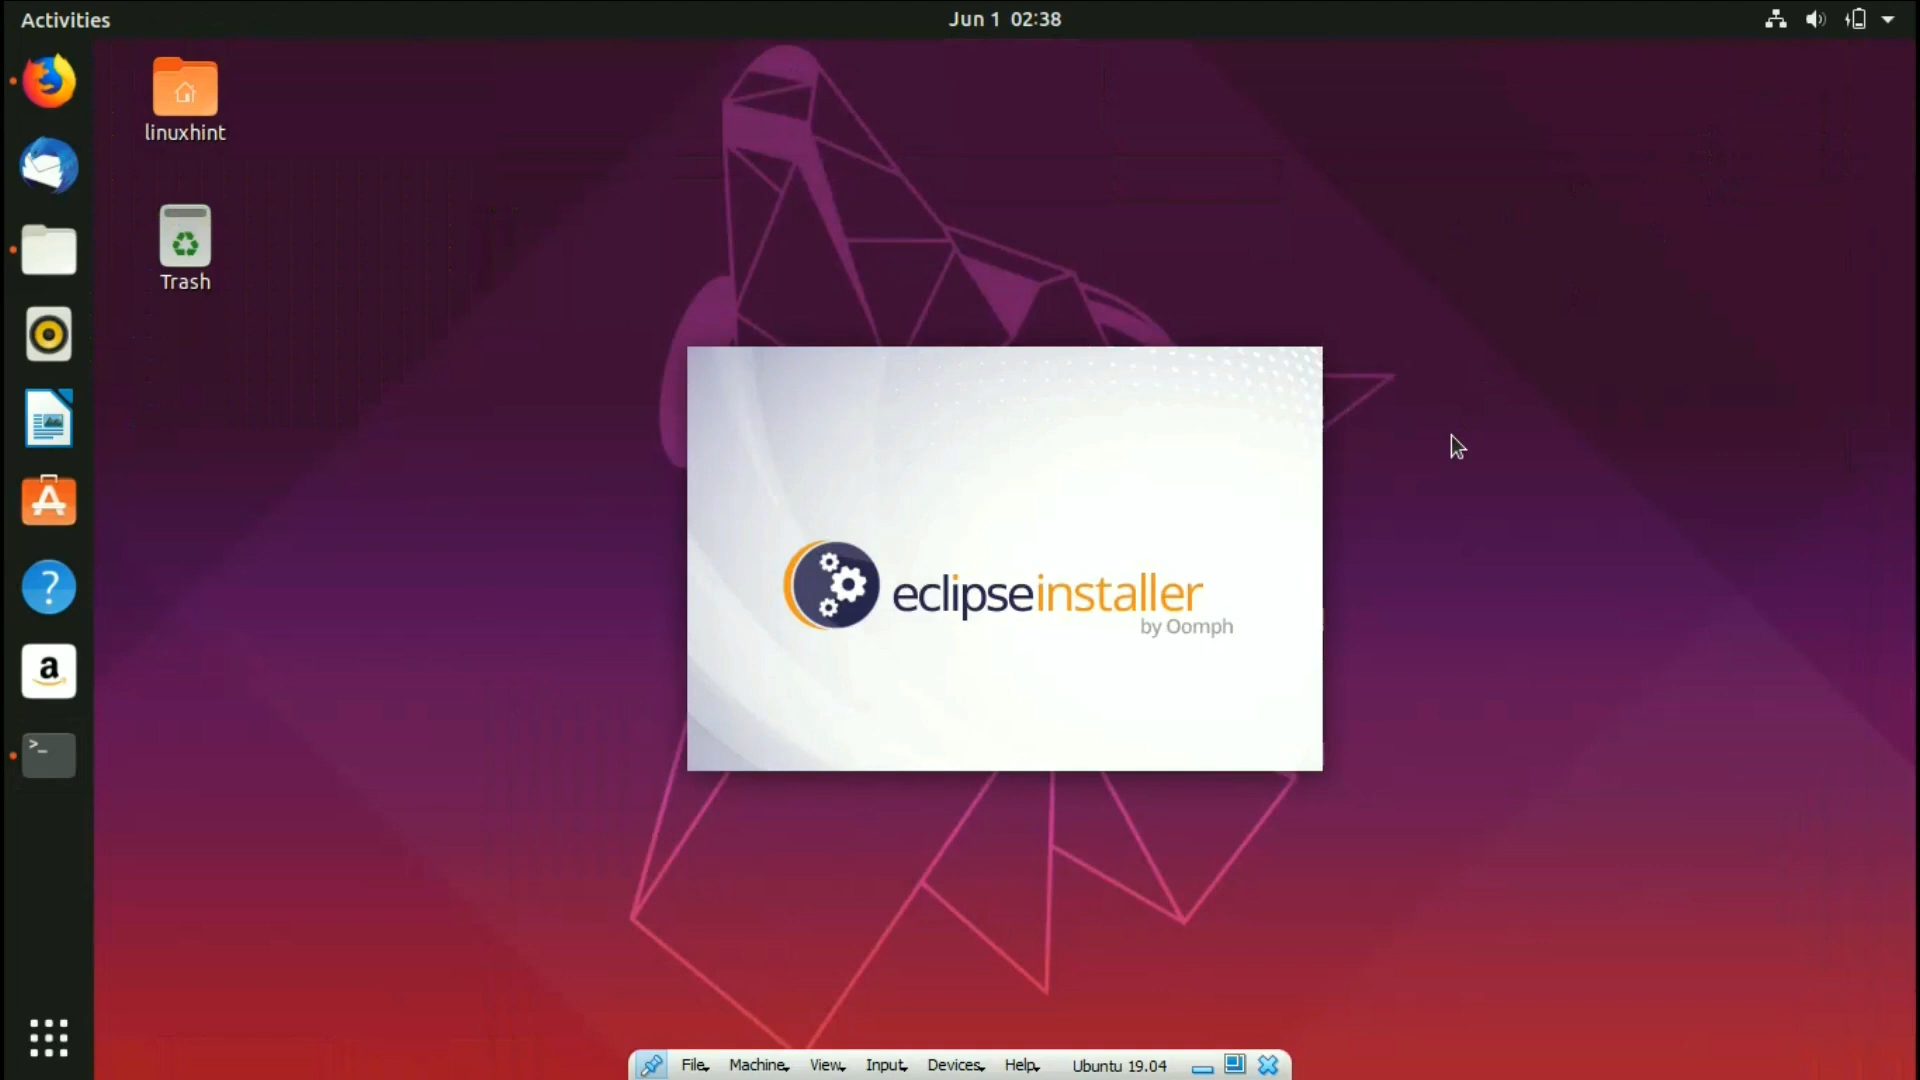 Activities
Jun 1 02:38
linuxhint
Trash
eclipseinstaller
by Oomph
?
a
>_
File Machine View Input Devices Help Ubuntu 19.04